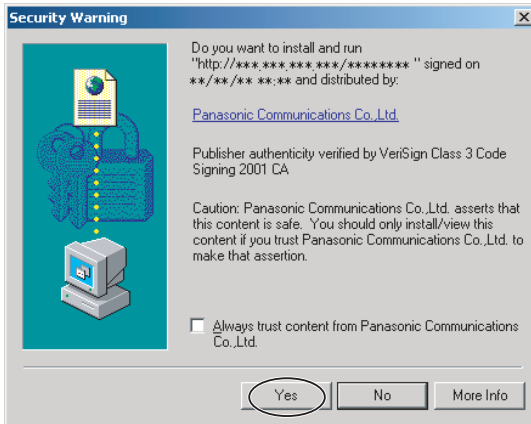 Security Warning
Do you want to install and run
"http://***.***.***.***/******** " signed on
**/**/** **:** and distributed by:
Panasonic Communications Co.,Ltd.
Publisher authenticity verified by VeriSign Class 3 Code
Signing 2001 CA
Caution: Panasonic Communications Co.,Ltd. asserts that
this content is safe. You should only install/view this
content if you trust Panasonic Communications Co.,Ltd. to
make that assertion.
Always trust content from Panasonic Communications
Co.,Ltd.
Yes No More Info